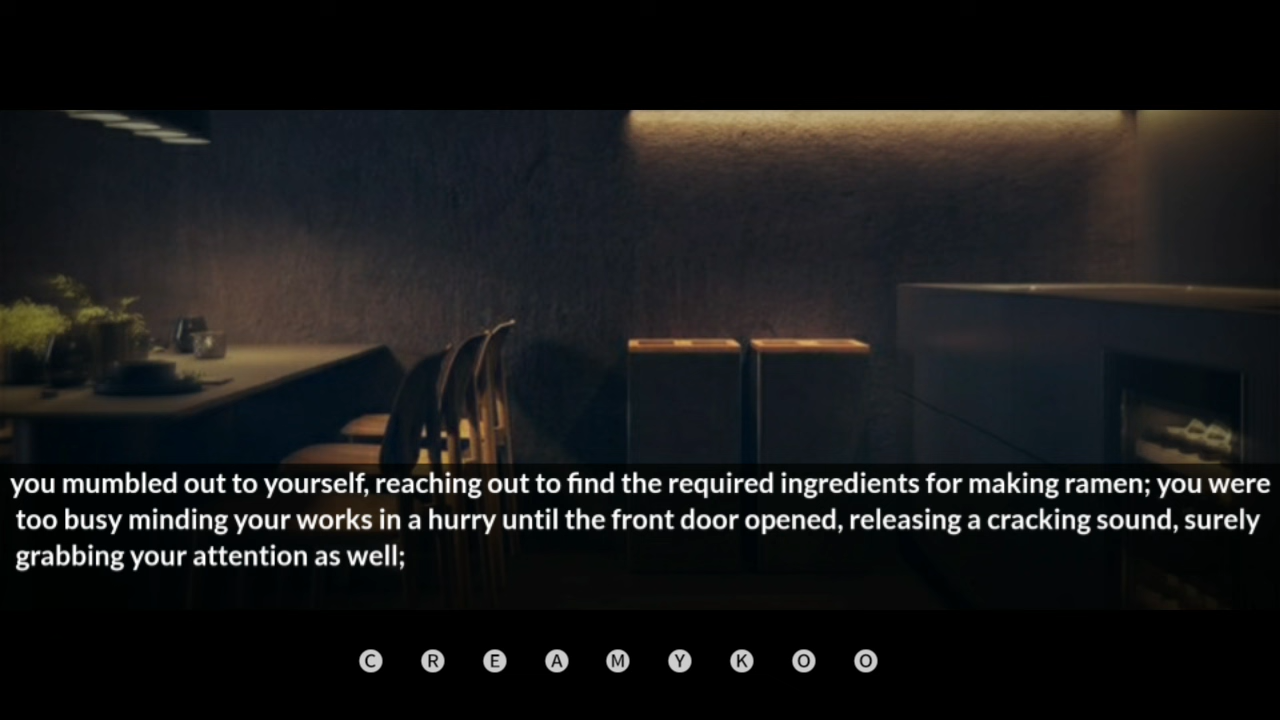 you mumbled out to yourself, reaching out to find the required ingredients for making ramen; you were
too busy minding your works in a hurry until the front door opened, releasing a cracking sound, surely
grabbing your attention as well;
C R E A M Y K O O